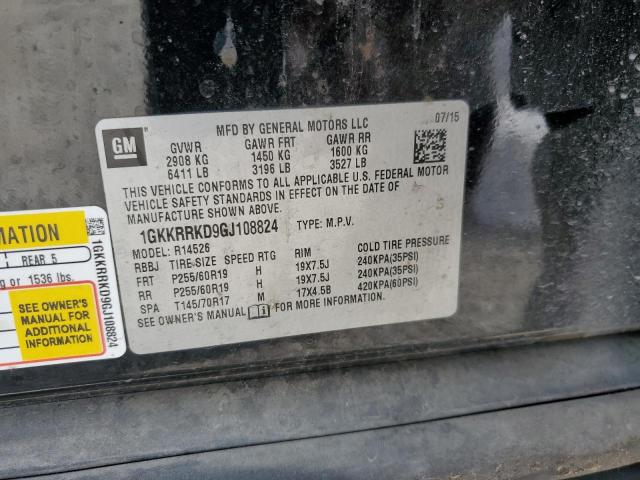 GM
MFD BY GENERAL MOTORS LLC
07/15
GVWR GAWR FRT GAWR RR
2908 KG 1450 KG 1600 KG
6411 LB 3196 LB 3527 LB
THIS VEHICLE CONFORMS TO ALL APPLICABLE U.S. FEDERAL MOTOR
VEHICLE SAFETY STANDARDS IN EFFECT ON THE DATE OF
MANUFACTURE SHOWN ABOVE.
1GKKRRKD9GJ108824 TYPE: M.P.V.
MODEL: R14526
RBBJ TIRE SIZE SPEED RTG RIM COLD TIRE PRESSURE
FRT P255/60R19 H 19X7.5J 240KPA(35PSI)
RR P255/60R19 H 19X7.5J 240KPA(35PSI)
SPA T145/70R17 M 17X4.5B 420KPA(60PSI)
SEE OWNER'S MANUAL FOR MORE INFORMATION.
MATION
REAR 5
or 1536 lbs.
SEE OWNER'S
MANUAL FOR
ADDITIONAL
INFORMATION
1GKKRRKD9GJ108824